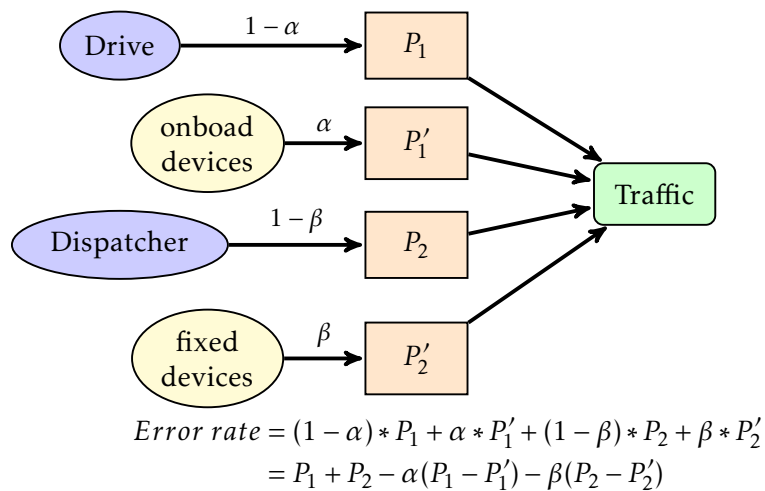 Drive
1 − α
P₁
onboad
devices
α
P₁′
Traffic
Dispatcher
1 − β
P₂
fixed
devices
β
P₂′
Error rate = (1 − α) * P₁ + α * P₁′ + (1 − β) * P₂ + β * P₂′
= P₁ + P₂ − α(P₁ − P₁′) − β(P₂ − P₂′)